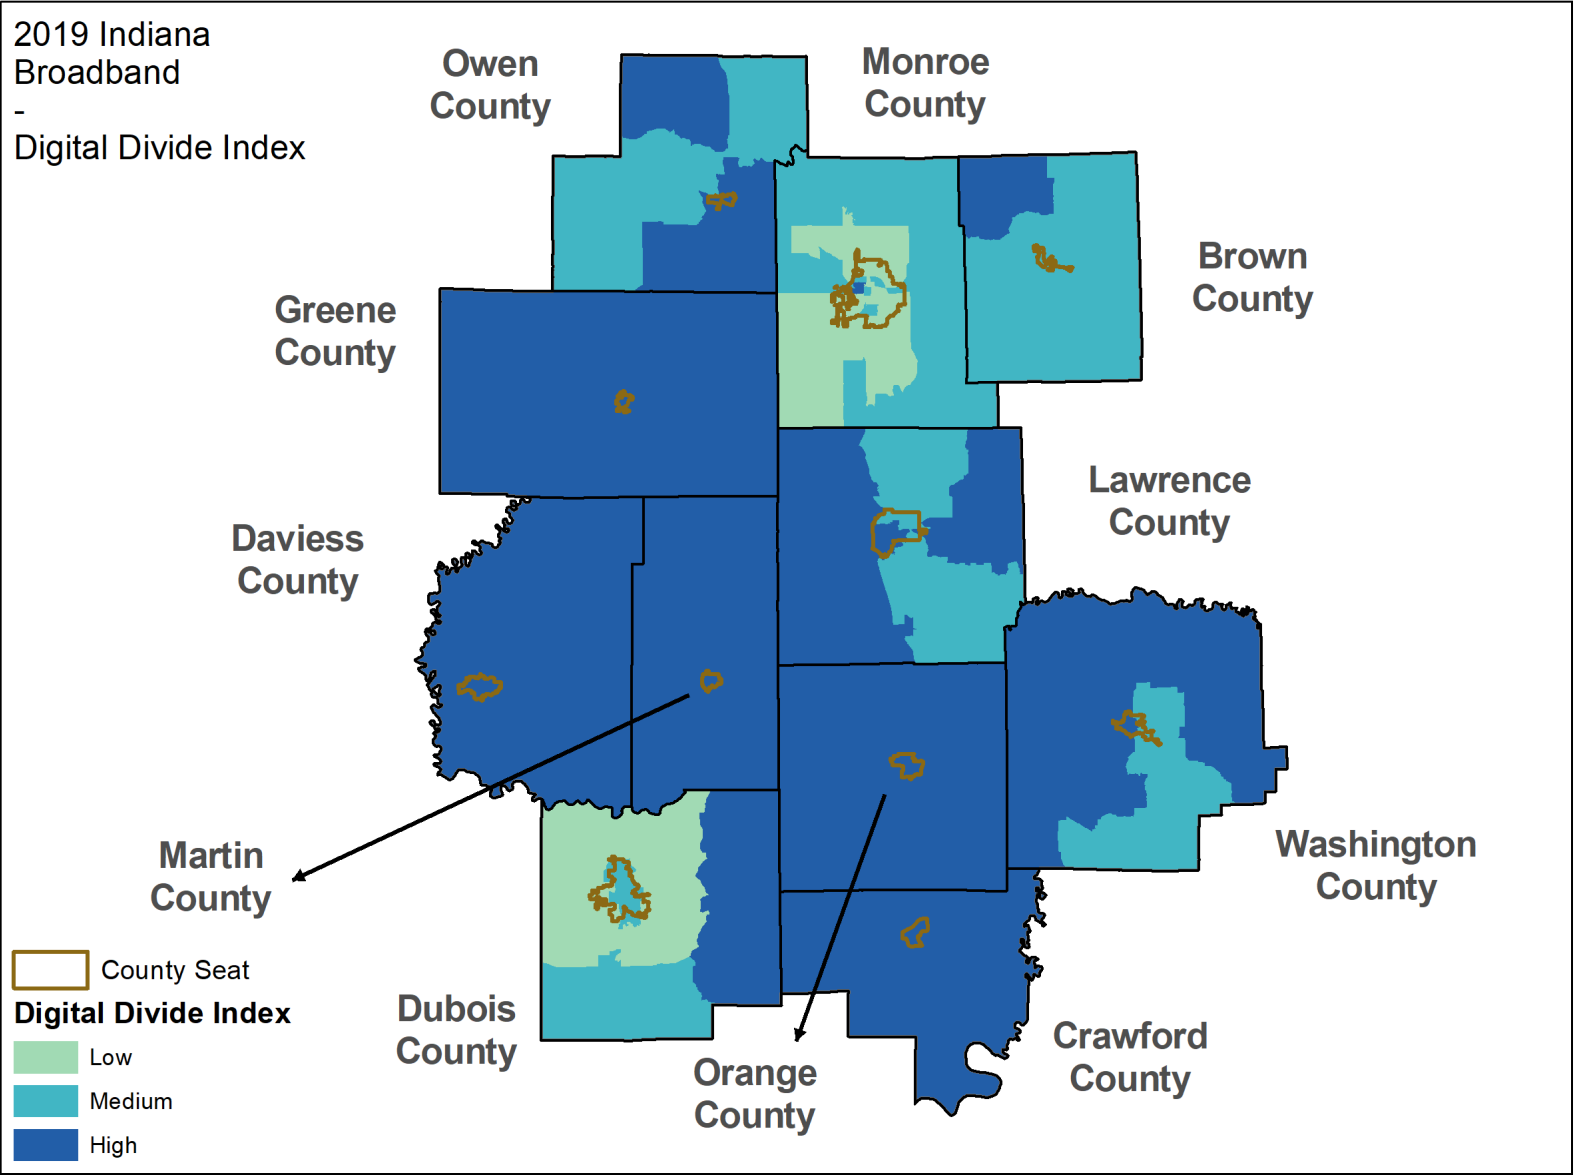 2019 Indiana
Broadband
-
Digital Divide Index
Owen
County
Monroe
County
Brown
County
Greene
County
Lawrence
County
Daviess
County
Martin
County
Washington
County
Dubois
County
Orange
County
Crawford
County
County Seat
Digital Divide Index
Low
Medium
High